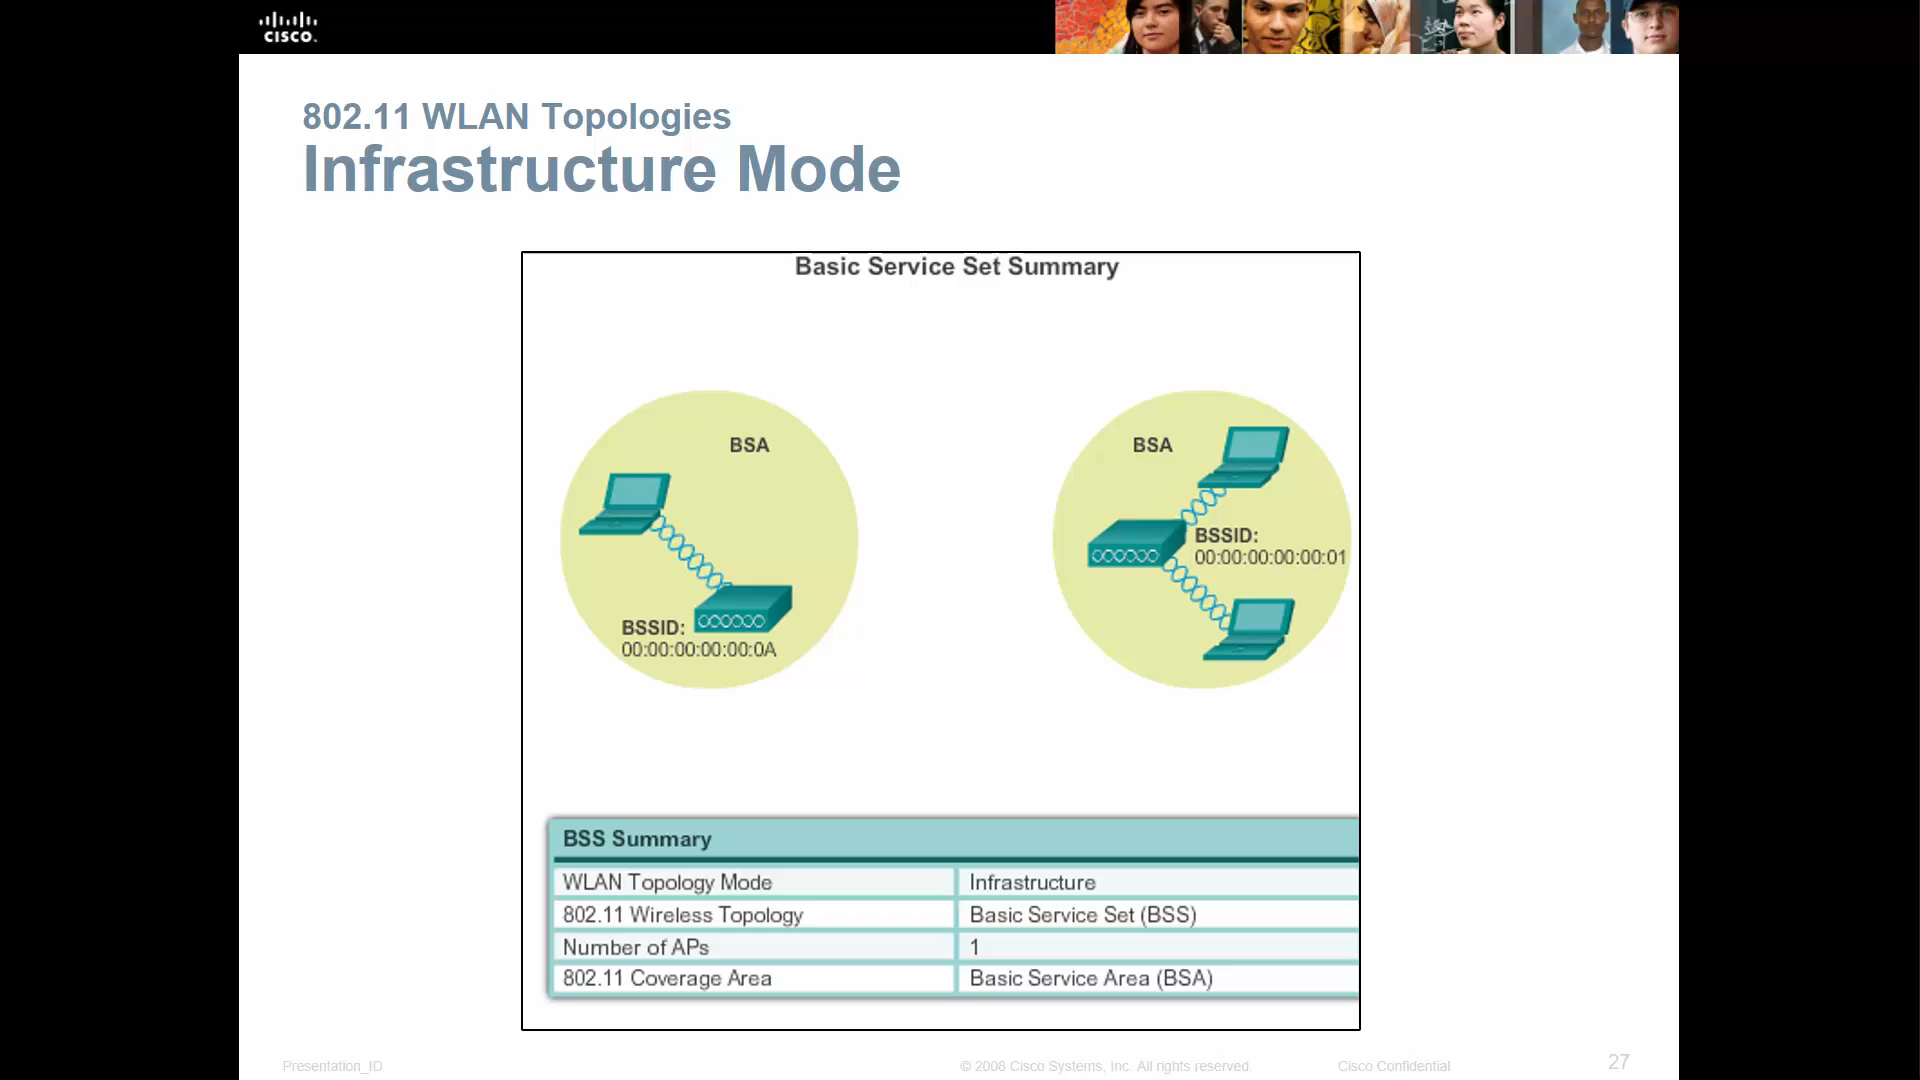 CISCO.
802.11 WLAN Topologies
Infrastructure Mode
Basic Service Set Summary
BSA
BSSID:
00:00:00:00:00:0A
BSA
BSSID:
00:00:00:00:00:01
BSS Summary
WLAN Topology Mode Infrastructure
802.11 Wireless Topology Basic Service Set (BSS)
Number of APs 1
802.11 Coverage Area Basic Service Area (BSA)
Presentation_ID © 2008 Cisco Systems, Inc. All rights reserved. Cisco Confidential 27